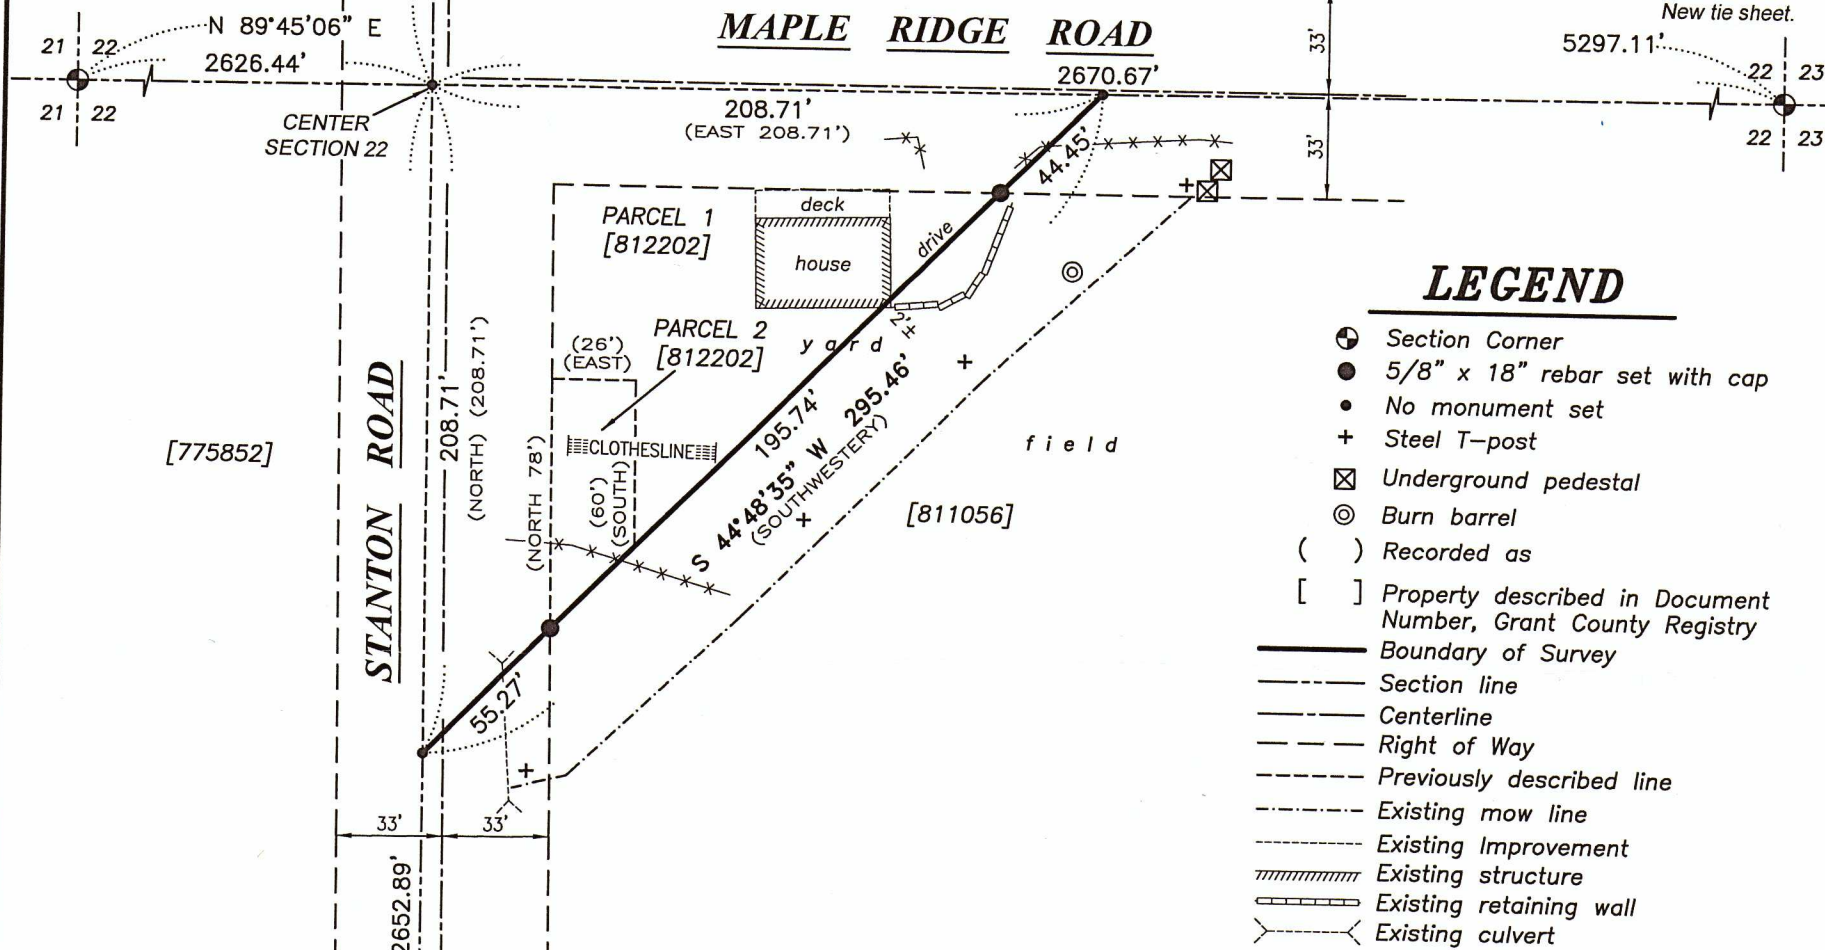 New tie sheet.
N 89°45'06" E
MAPLE RIDGE ROAD
33'
5297.11'
21 22
2626.44'
2670.67'
22 23
21 22
CENTER
SECTION 22
208.71'
(EAST 208.71')
33'
22 23
44.45'
deck
PARCEL 1
[812202]
house
drive
PARCEL 2
[812202]
(26')
(EAST)
yard
2'±
STANTON ROAD
208.71'
(NORTH) (208.71')
(NORTH 78')
(60')
(SOUTH)
CLOTHESLINE
195.74'
S 44°48'35" W 295.46'
(SOUTHWESTERY)
field
[775852]
[811056]
55.27'
33'
33'
2652.89'
LEGEND
Section Corner
5/8" x 18" rebar set with cap
No monument set
+ Steel T-post
Underground pedestal
Burn barrel
( ) Recorded as
[ ] Property described in Document
Number, Grant County Registry
Boundary of Survey
Section line
Centerline
Right of Way
Previously described line
Existing mow line
Existing Improvement
Existing structure
Existing retaining wall
Existing culvert